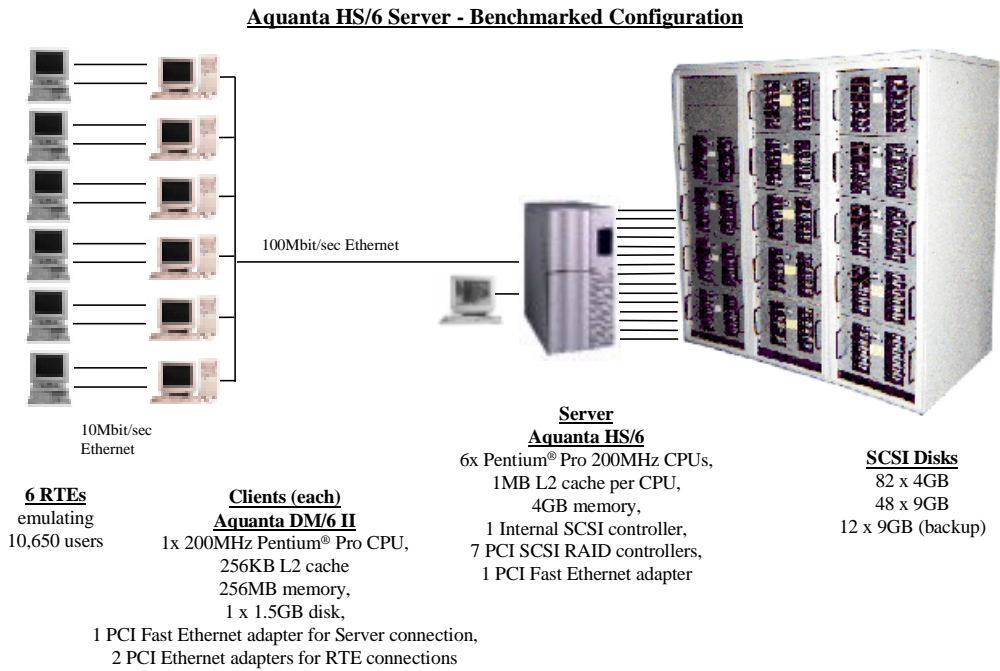 Aquanta HS/6 Server - Benchmarked Configuration
100Mbit/sec Ethernet
10Mbit/sec
Ethernet
6 RTEs
emulating
10,650 users
Clients (each)
Aquanta DM/6 II
1x 200MHz Pentium® Pro CPU,
256KB L2 cache
256MB memory,
1 x 1.5GB disk,
1 PCI Fast Ethernet adapter for Server connection,
2 PCI Ethernet adapters for RTE connections
Server
Aquanta HS/6
6x Pentium® Pro 200MHz CPUs,
1MB L2 cache per CPU,
4GB memory,
1 Internal SCSI controller,
7 PCI SCSI RAID controllers,
1 PCI Fast Ethernet adapter
SCSI Disks
82 x 4GB
48 x 9GB
12 x 9GB (backup)